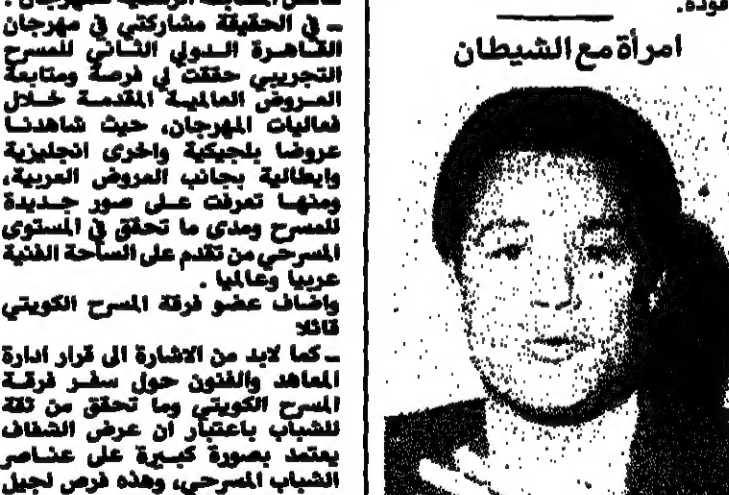 ـ في الحقيقة مشاركتي في مهرجان
القاهرة الدولي الثاني للمسرح
التجريبي حققت لي فرصة ومتابعة
العروض العالمية المقدمة خلال
فعاليات المهرجان، حيث شاهدنا
عروضا بلجيكية واخرى انجليزية
وايطالية بجانب العروض العربية،
ومنها تعرفت على صور جديدة
للمسرح ومدى ما تحقق في المستوى
المسرحي من تقدم على الساحة الفنية
عربيا وعالميا .
واضاف عضو فرقة المسرح الكويتي
قائلا
ـ كما لابد من الاشارة الى قرار ادارة
المعاهد والفنون حول سفر فرقة
المسرح الكويتي وما تحقق من ثقة
للشباب باعتبار ان عرض الشفاف
يعتمد بصورة كبيرة على عناصر
الشباب المسرحي، وهذه فرص لجيل
امرأة مع الشيطان